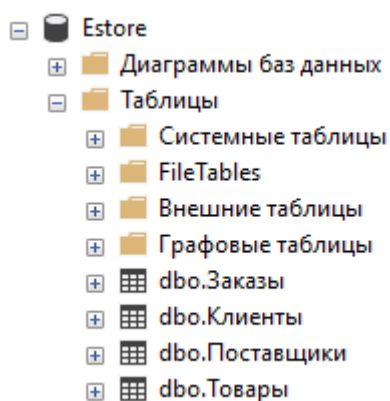 Estore
Диаграммы баз данных
Таблицы
Системные таблицы
FileTables
Внешние таблицы
Графовые таблицы
dbo.Заказы
dbo.Клиенты
dbo.Поставщики
dbo.Товары